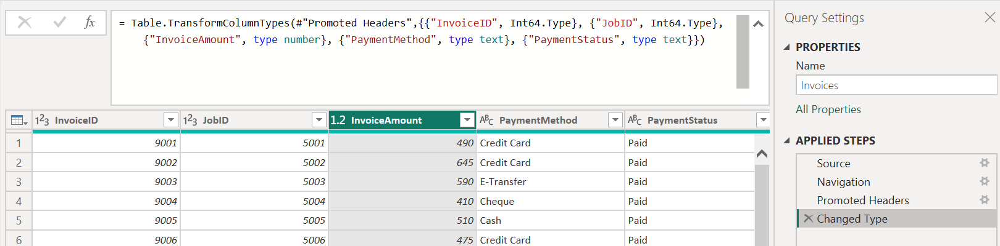 fx
= Table.TransformColumnTypes(#"Promoted Headers",{{"InvoiceID", Int64.Type}, {"JobID", Int64.Type},
{"InvoiceAmount", type number}, {"PaymentMethod", type text}, {"PaymentStatus", type text}})
1²3 InvoiceID 1²3 JobID 1.2 InvoiceAmount ABC PaymentMethod ABC PaymentStatus
1 9001 5001 490 Credit Card Paid
2 9002 5002 645 Credit Card Paid
3 9003 5003 590 E-Transfer Paid
4 9004 5004 410 Cheque Paid
5 9005 5005 510 Cash Paid
6 9006 5006 475 Credit Card Paid
Query Settings
PROPERTIES
Name
Invoices
All Properties
APPLIED STEPS
Source
Navigation
Promoted Headers
Changed Type